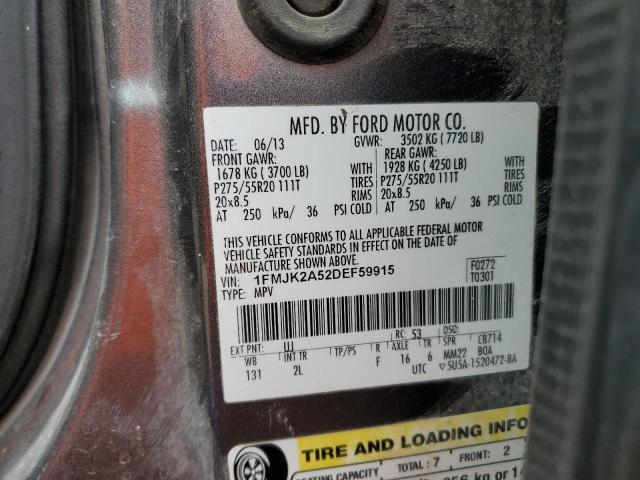 MFD. BY FORD MOTOR CO.
DATE: 06/13 GVWR: 3502 KG ( 7720 LB)
FRONT GAWR: REAR GAWR:
1678 KG ( 3700 LB) WITH 1928 KG ( 4250 LB) WITH
P275/55R20 111T TIRES P275/55R20 111T TIRES
20x8.5 RIMS 20x8.5 RIMS
AT 250 kPa/ 36 PSI COLD AT 250 kPa/ 36 PSI COLD
THIS VEHICLE CONFORMS TO ALL APPLICABLE FEDERAL MOTOR
VEHICLE SAFETY STANDARDS IN EFFECT ON THE DATE OF
MANUFACTURE SHOWN ABOVE.
VIN: 1FMJK2A52DEF59915 F0272
TYPE: MPV T0301
EXT PNT: UJ RC: 53 DSO:
WB INT TR TP/PS R AXLE TR SPR CB714
131 2L F 16 6 MM22 BOA
UTC ▽5U5A-1520472-BA
TIRE AND LOADING INFO
SEATING CAPACITY TOTAL: 7 FRONT: 2
kg or